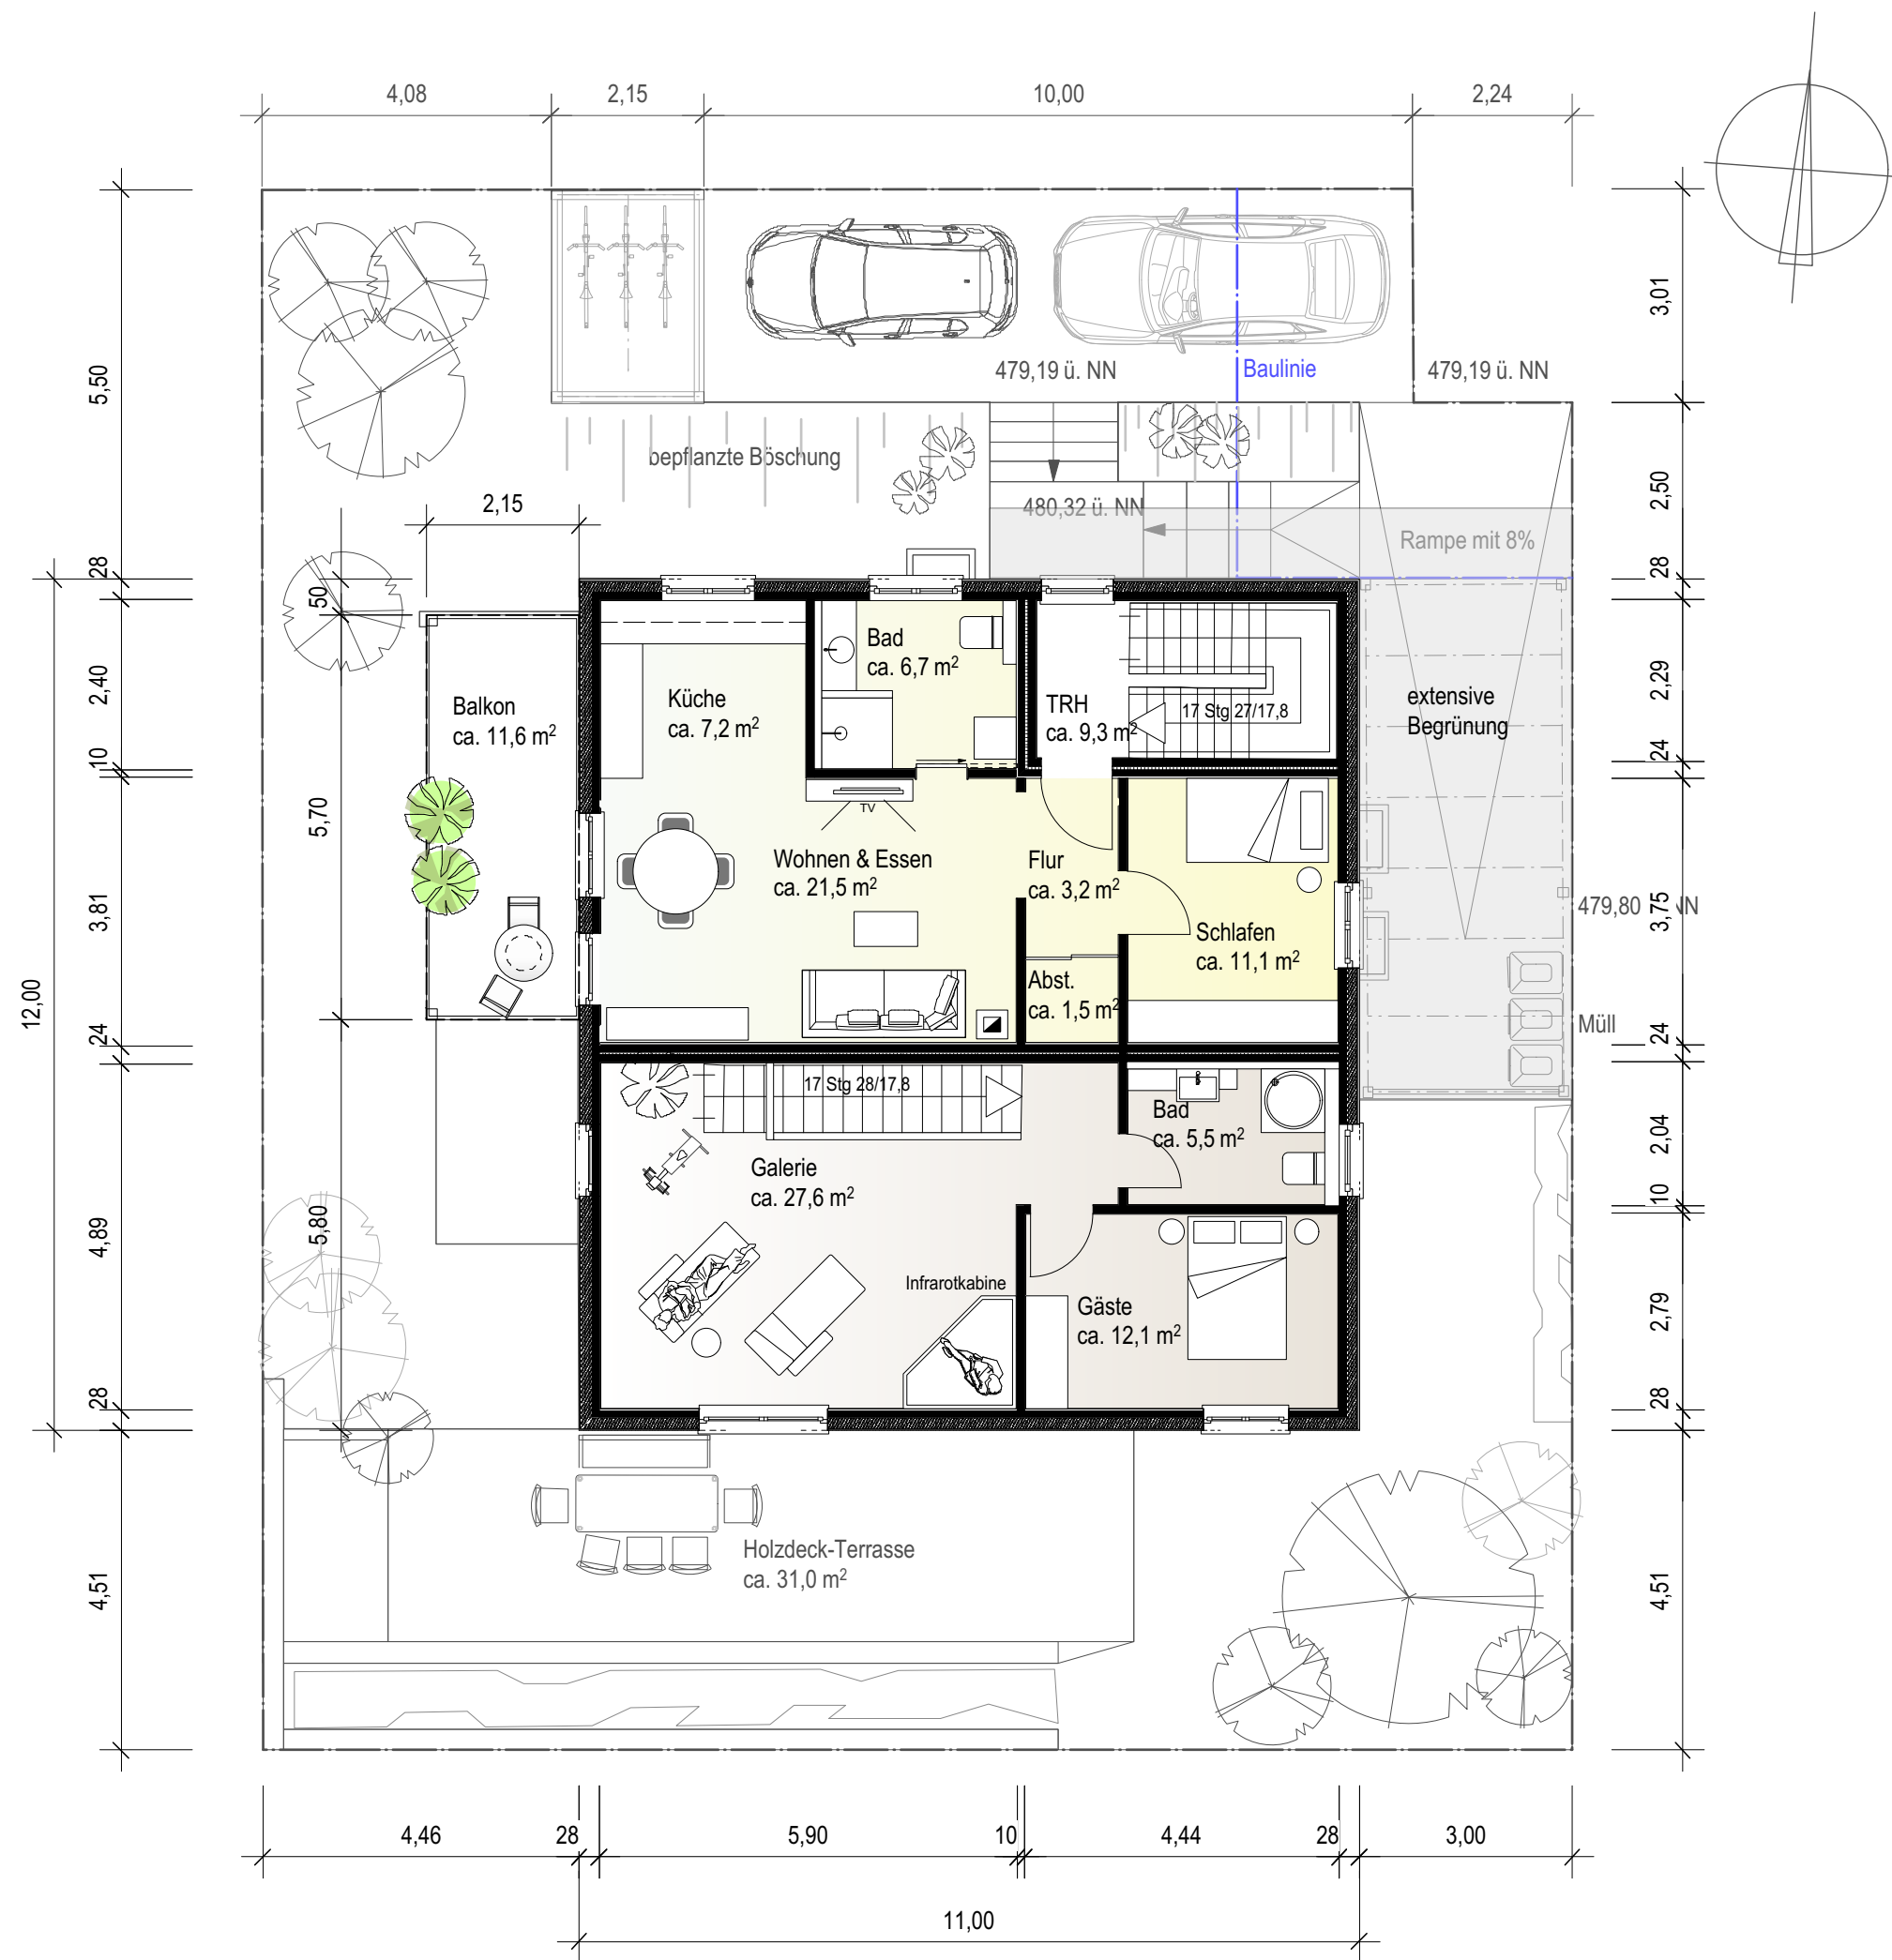 4,08
2,15
10,00
2,24
3,01
479,19 ü. NN
Baulinie
479,19 ü. NN
5,50
bepflanzte Böschung
2,50
2,15
480,32 ü. NN
Rampe mit 8%
28
50
28
Bad
ca. 6,7 m²
2,40
2,29
Küche
ca. 7,2 m²
Balkon
ca. 11,6 m²
TRH
ca. 9,3 m²
17 Stg 27/17,8
extensive
Begrünung
10
24
TV
5,70
Wohnen & Essen
ca. 21,5 m²
Flur
ca. 3,2 m²
3,81
479,80
NN
3,75
Schlafen
ca. 11,1 m²
12,00
Abst.
ca. 1,5 m²
Müll
24
24
17 Stg 28/17,8
Bad
ca. 5,5 m²
2,04
Galerie
ca. 27,6 m²
10
5,80
4,89
Infrarotkabine
Gäste
ca. 12,1 m²
2,79
28
28
Holzdeck-Terrasse
ca. 31,0 m²
4,51
4,51
4,46
28
5,90
10
4,44
28
3,00
11,00